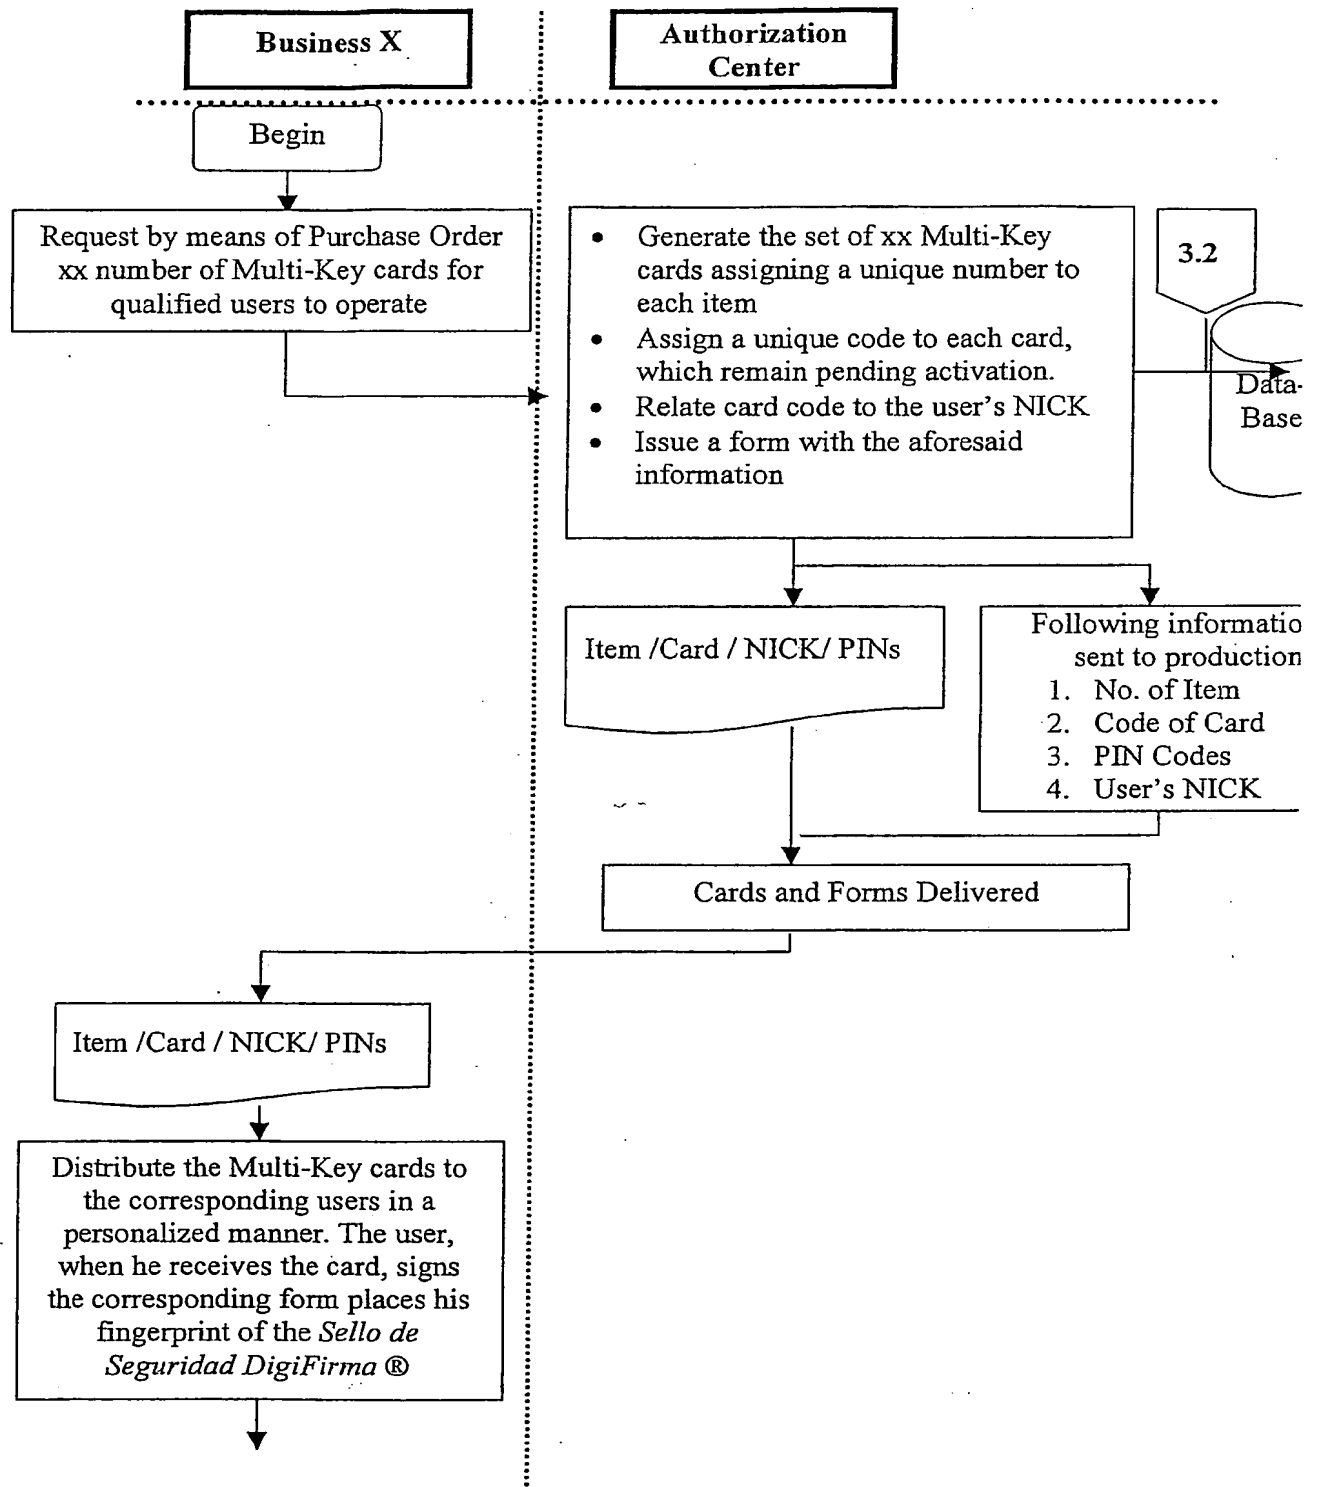 Business X
Authorization
Center
Begin
Request by means of Purchase Order
xx number of Multi-Key cards for
qualified users to operate
• Generate the set of xx Multi-Key
cards assigning a unique number to
each item
• Assign a unique code to each card,
which remain pending activation.
• Relate card code to the user's NICK
• Issue a form with the aforesaid
information
3.2
Data-
Base
Item /Card / NICK/ PINs
Following informatio
sent to production
1. No. of Item
2. Code of Card
3. PIN Codes
4. User's NICK
Cards and Forms Delivered
Item /Card / NICK/ PINs
Distribute the Multi-Key cards to
the corresponding users in a
personalized manner. The user,
when he receives the card, signs
the corresponding form places his
fingerprint of the Sello de
Seguridad DigiFirma ®